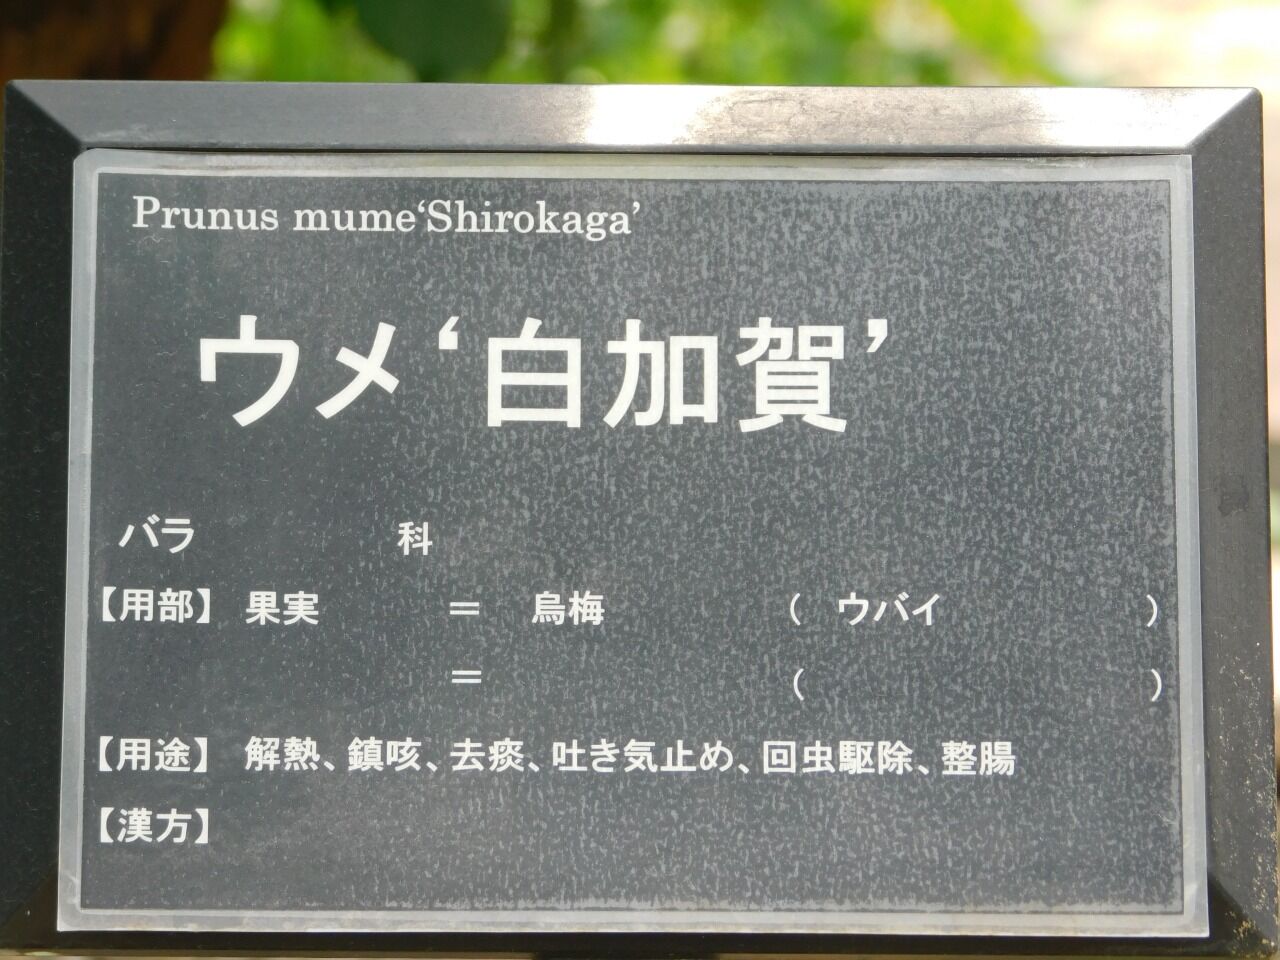 Prunus mume‘Shirokaga’
ウメ‘白加賀’
バラ 科
【用部】 果実 ＝ 烏梅 （ ウバイ ）
＝ （ ）
【用途】 解熱、鎮咳、去痰、吐き気止め、回虫駆除、整腸
【漢方】